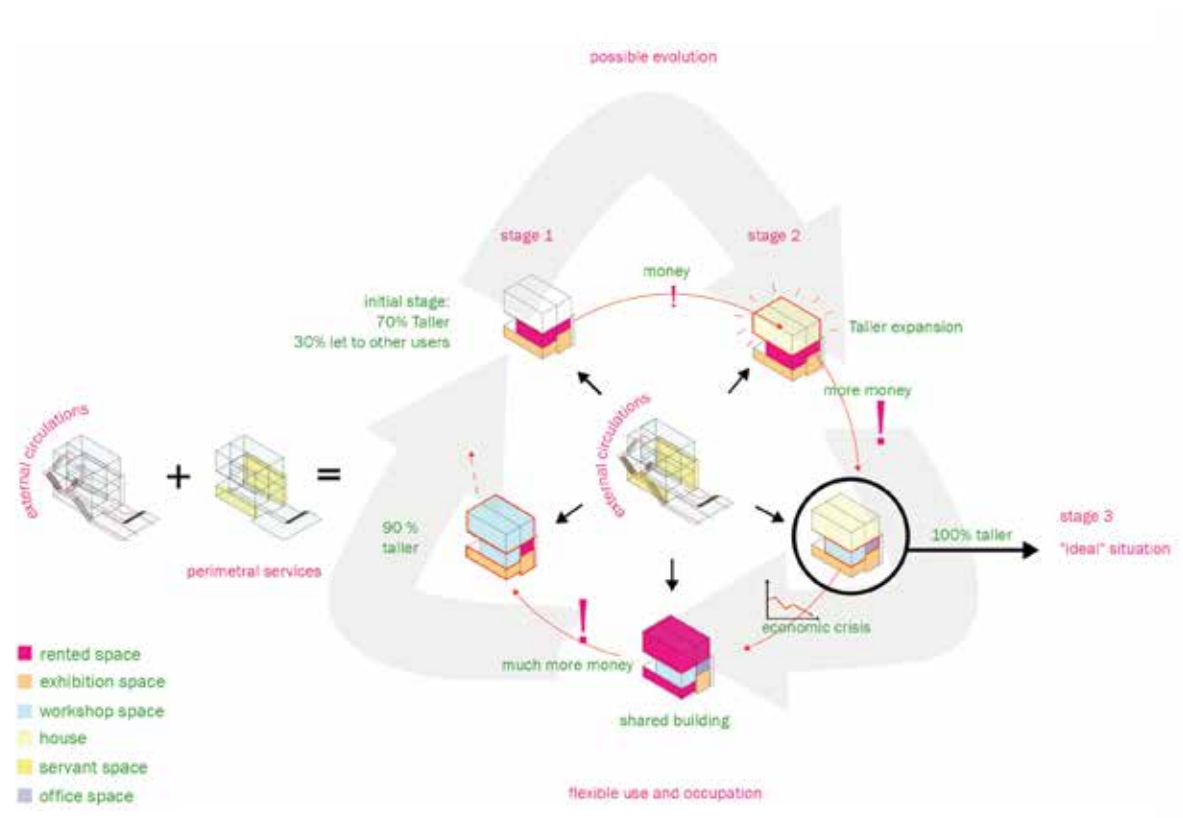 possible evolution
stage 1
stage 2
money
!
initial stage:
70% Taller
30% let to other users
Taller expansion
more money
!
external circulations
+
=
external circulations
perimetral services
90 %
taller
100% taller
stage 3
"ideal" situation
economic crisis
!
much more money
shared building
rented space
exhibition space
workshop space
house
servant space
office space
flexible use and occupation